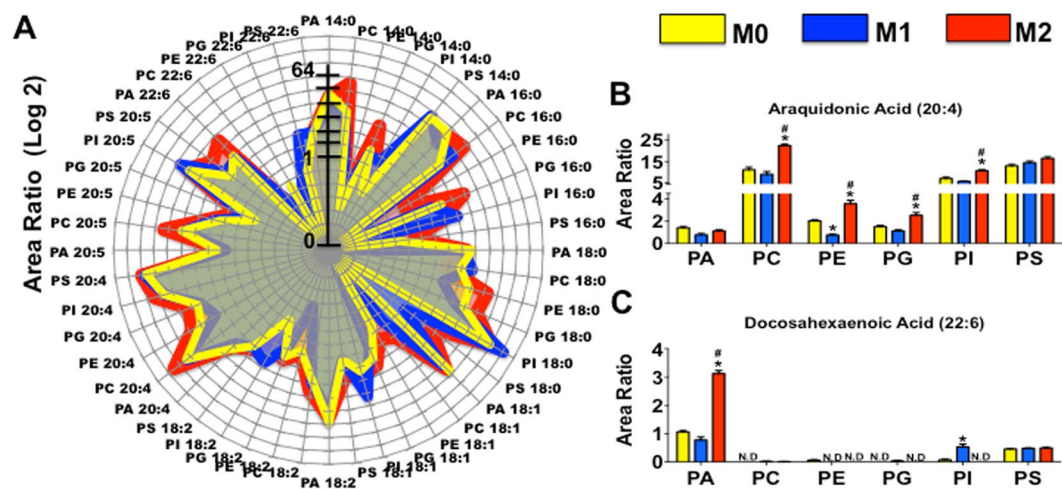 A
Area Ratio (Log 2)
PA 14:0
PC 14:0
PE 14:0
PG 14:0
PI 14:0
PS 14:0
PA 16:0
PC 16:0
PE 16:0
PG 16:0
PI 16:0
PS 16:0
PA 18:0
PC 18:0
PE 18:0
PG 18:0
PI 18:0
PS 18:0
PA 18:1
PC 18:1
PE 18:1
PG 18:1
PI 18:1
PS 18:1
PA 18:2
PC 18:2
PE 18:2
PG 18:2
PI 18:2
PS 18:2
PA 20:4
PC 20:4
PE 20:4
PG 20:4
PI 20:4
PS 20:4
PA 20:5
PC 20:5
PE 20:5
PG 20:5
PI 20:5
PS 20:5
PA 22:6
PC 22:6
PE 22:6
PG 22:6
PI 22:6
PS 22:6
64
1
0
M0 M1 M2
B
Araquidonic Acid (20:4)
Area Ratio
25
15
5
4
2
0
# * * # * # * # *
PA PC PE PG PI PS
C
Docosahexaenoic Acid (22:6)
Area Ratio
4
3
2
1
0
# * *
N.D N.D N.D N.D N.D N.D
PA PC PE PG PI PS